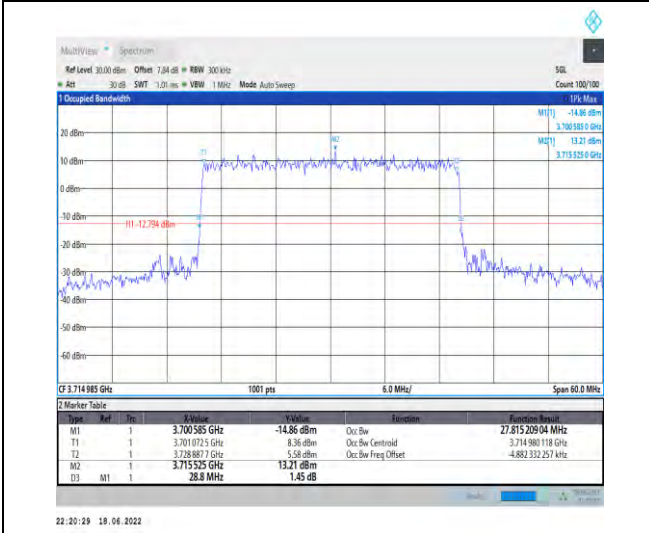 MultiView Spectrum
Ref Level 30.00 dBm Offset 7.84 dB RBW 300 kHz SGL
Att 30 dB SWT 1.01 ms VBW 1 MHz Mode Auto Sweep Count 100/100
1 Occupied Bandwidth 1Pk Max
M1[1] -14.86 dBm
3.700 585 0 GHz
M2[1] 13.21 dBm
3.715 525 0 GHz
20 dBm
M2
T1
10 dBm
0 dBm
-10 dBm
H1 -12.794 dBm
-20 dBm
-30 dBm
-40 dBm
-50 dBm
-60 dBm
CF 3.714 985 GHz 1001 pts 6.0 MHz/ Span 60.0 MHz
2 Marker Table
Type Ref Trc X-Value Y-Value Function Function Result
M1 1 3.700 585 GHz -14.86 dBm Occ Bw 27.815 209 04 MHz
T1 1 3.701 072 5 GHz 8.36 dBm Occ Bw Centroid 3.714 980 118 GHz
T2 1 3.728 887 7 GHz 5.58 dBm Occ Bw Freq Offset -4.882 332 257 kHz
M2 1 3.715 525 GHz 13.21 dBm
D3 M1 1 28.8 MHz 1.45 dB
22:20:29 18.06.2022